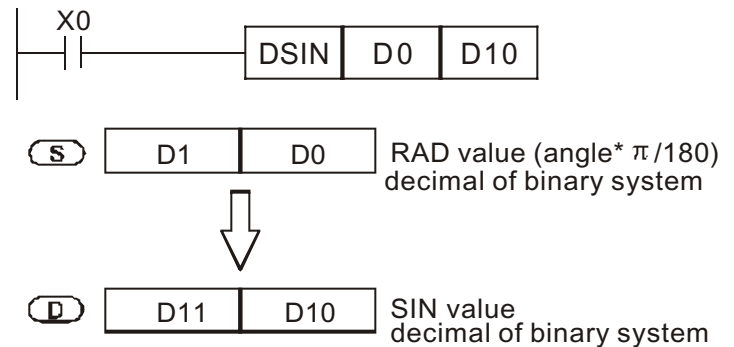 X0
DSIN D0 D10
S D1 D0 RAD value (angle* π/180)
decimal of binary system
D D11 D10 SIN value
decimal of binary system